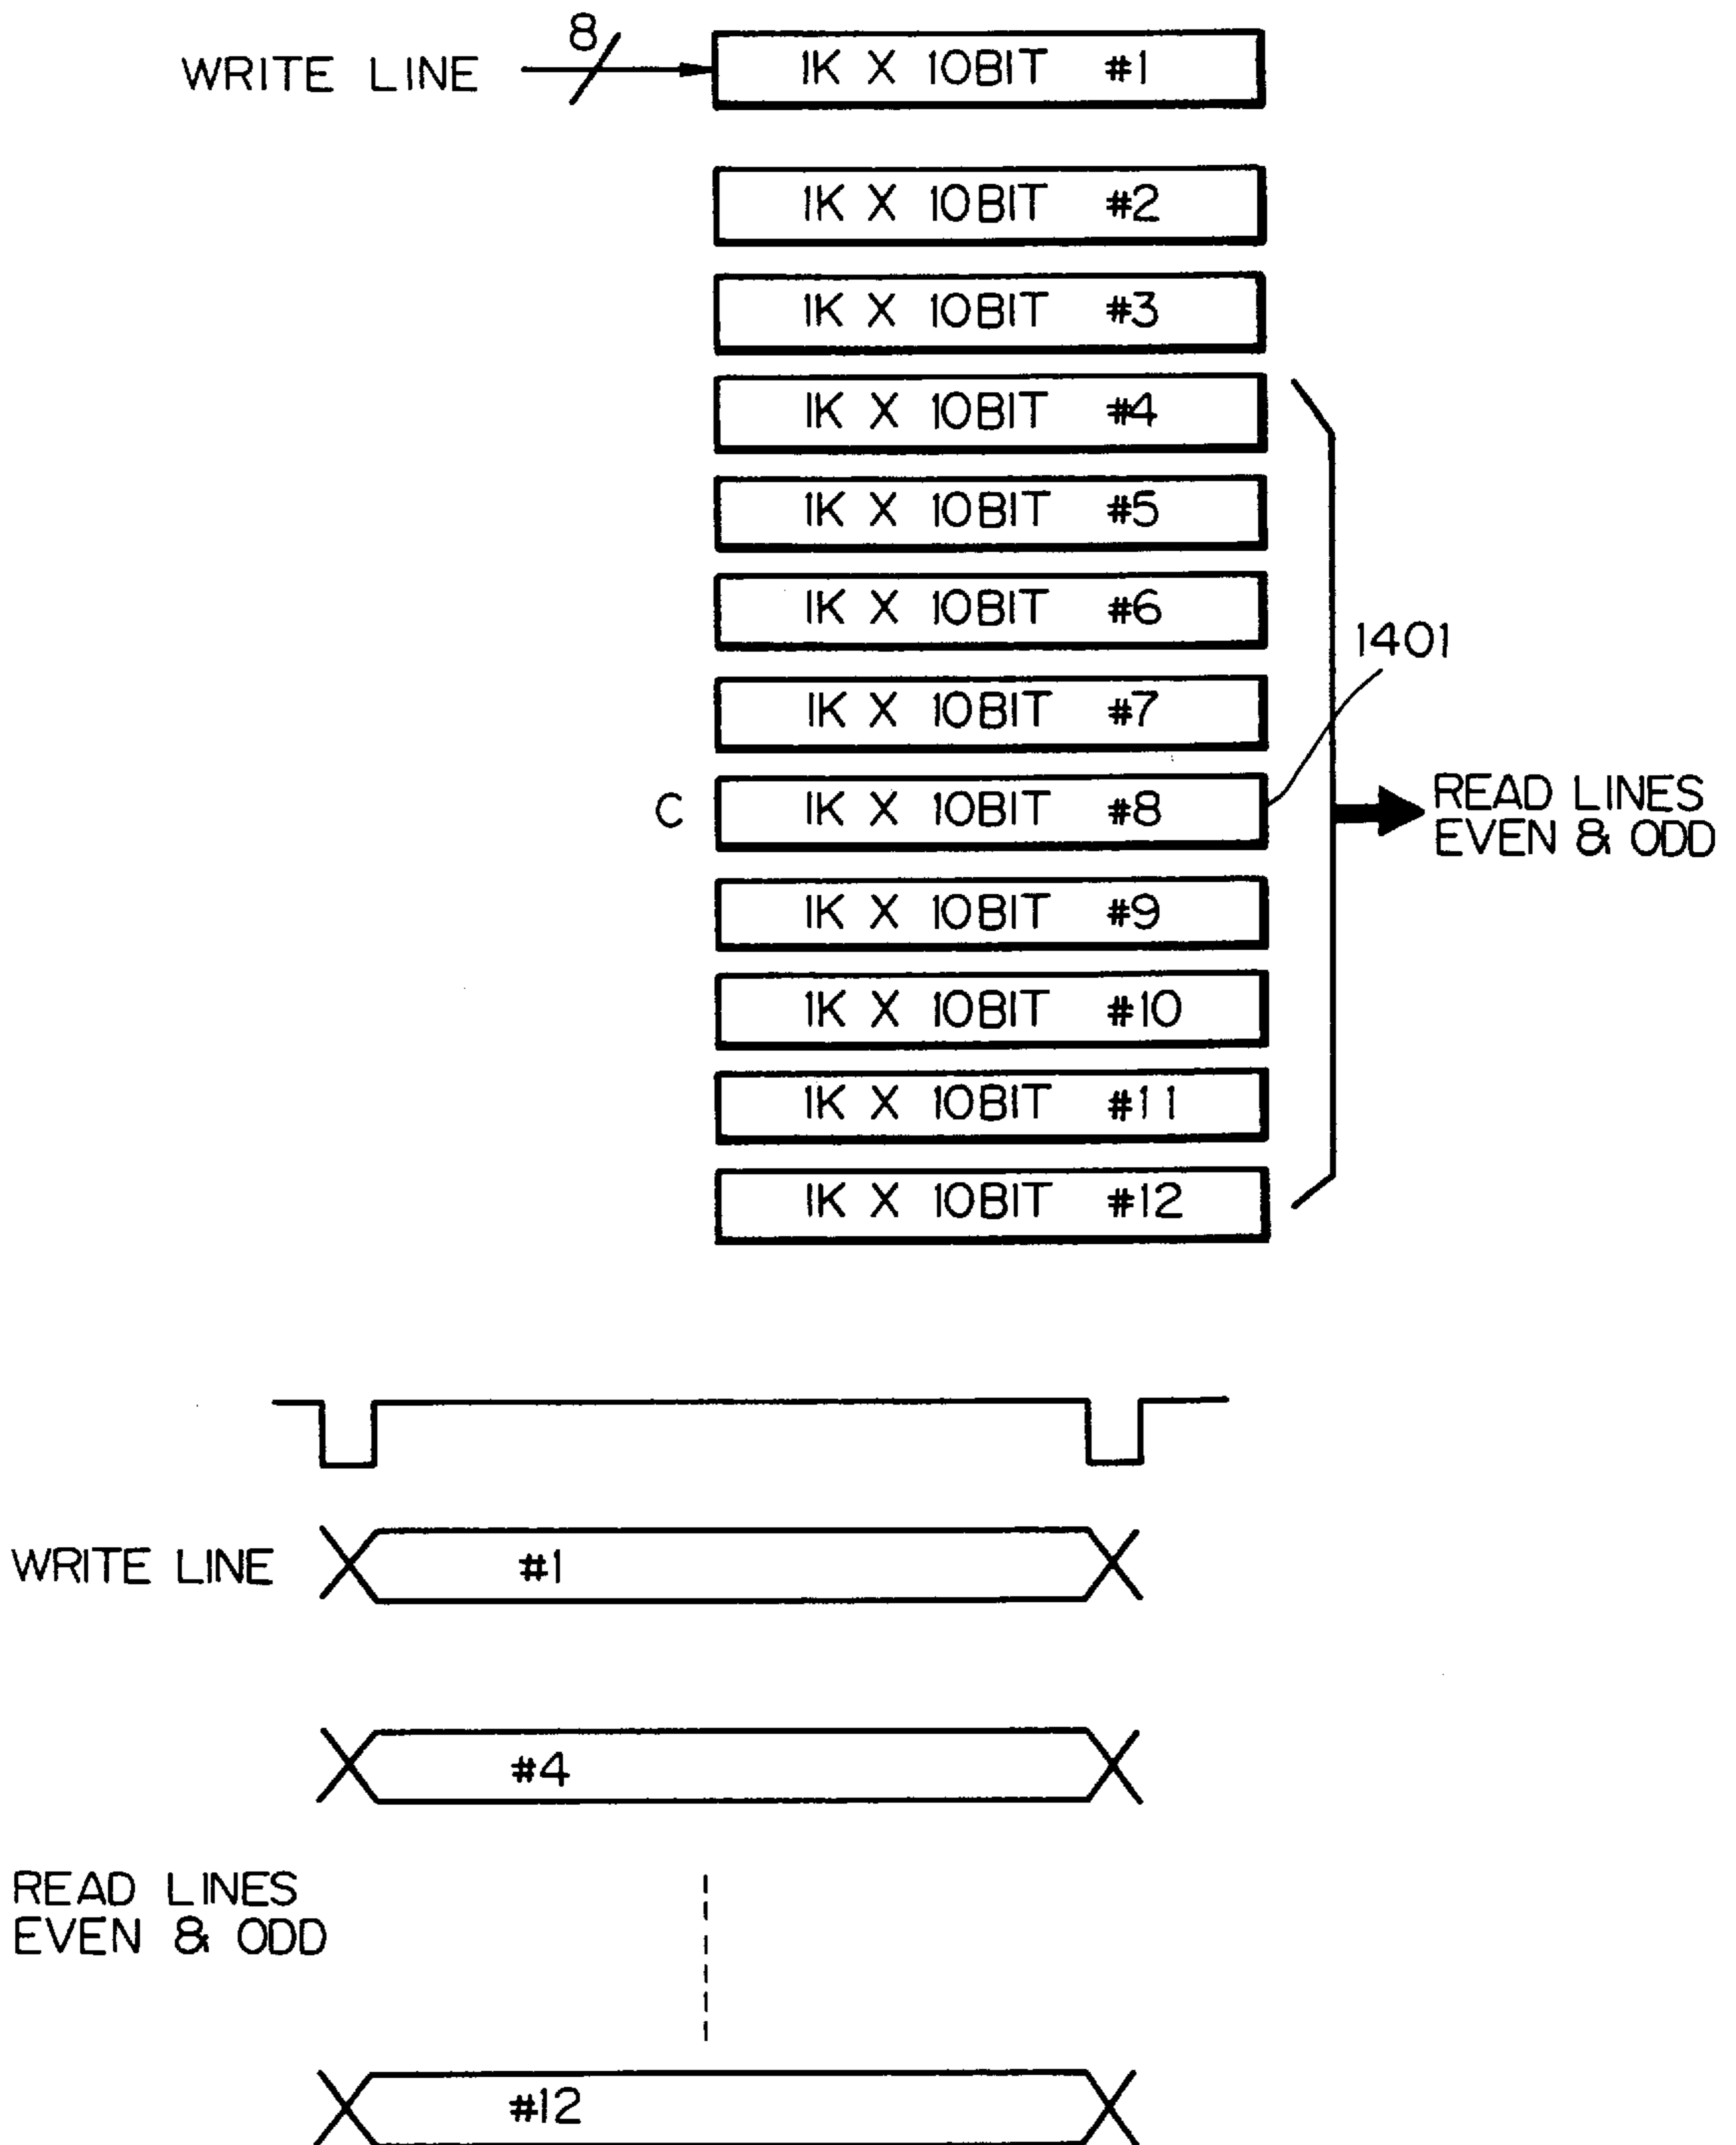 8
WRITE LINE
1K X 10BIT #1
1K X 10BIT #2
1K X 10BIT #3
1K X 10BIT #4
1K X 10BIT #5
1K X 10BIT #6
1401
1K X 10BIT #7
C
1K X 10BIT #8
READ LINES
EVEN & ODD
1K X 10BIT #9
1K X 10BIT #10
1K X 10BIT #11
1K X 10BIT #12
WRITE LINE
#1
#4
READ LINES
EVEN & ODD
#12